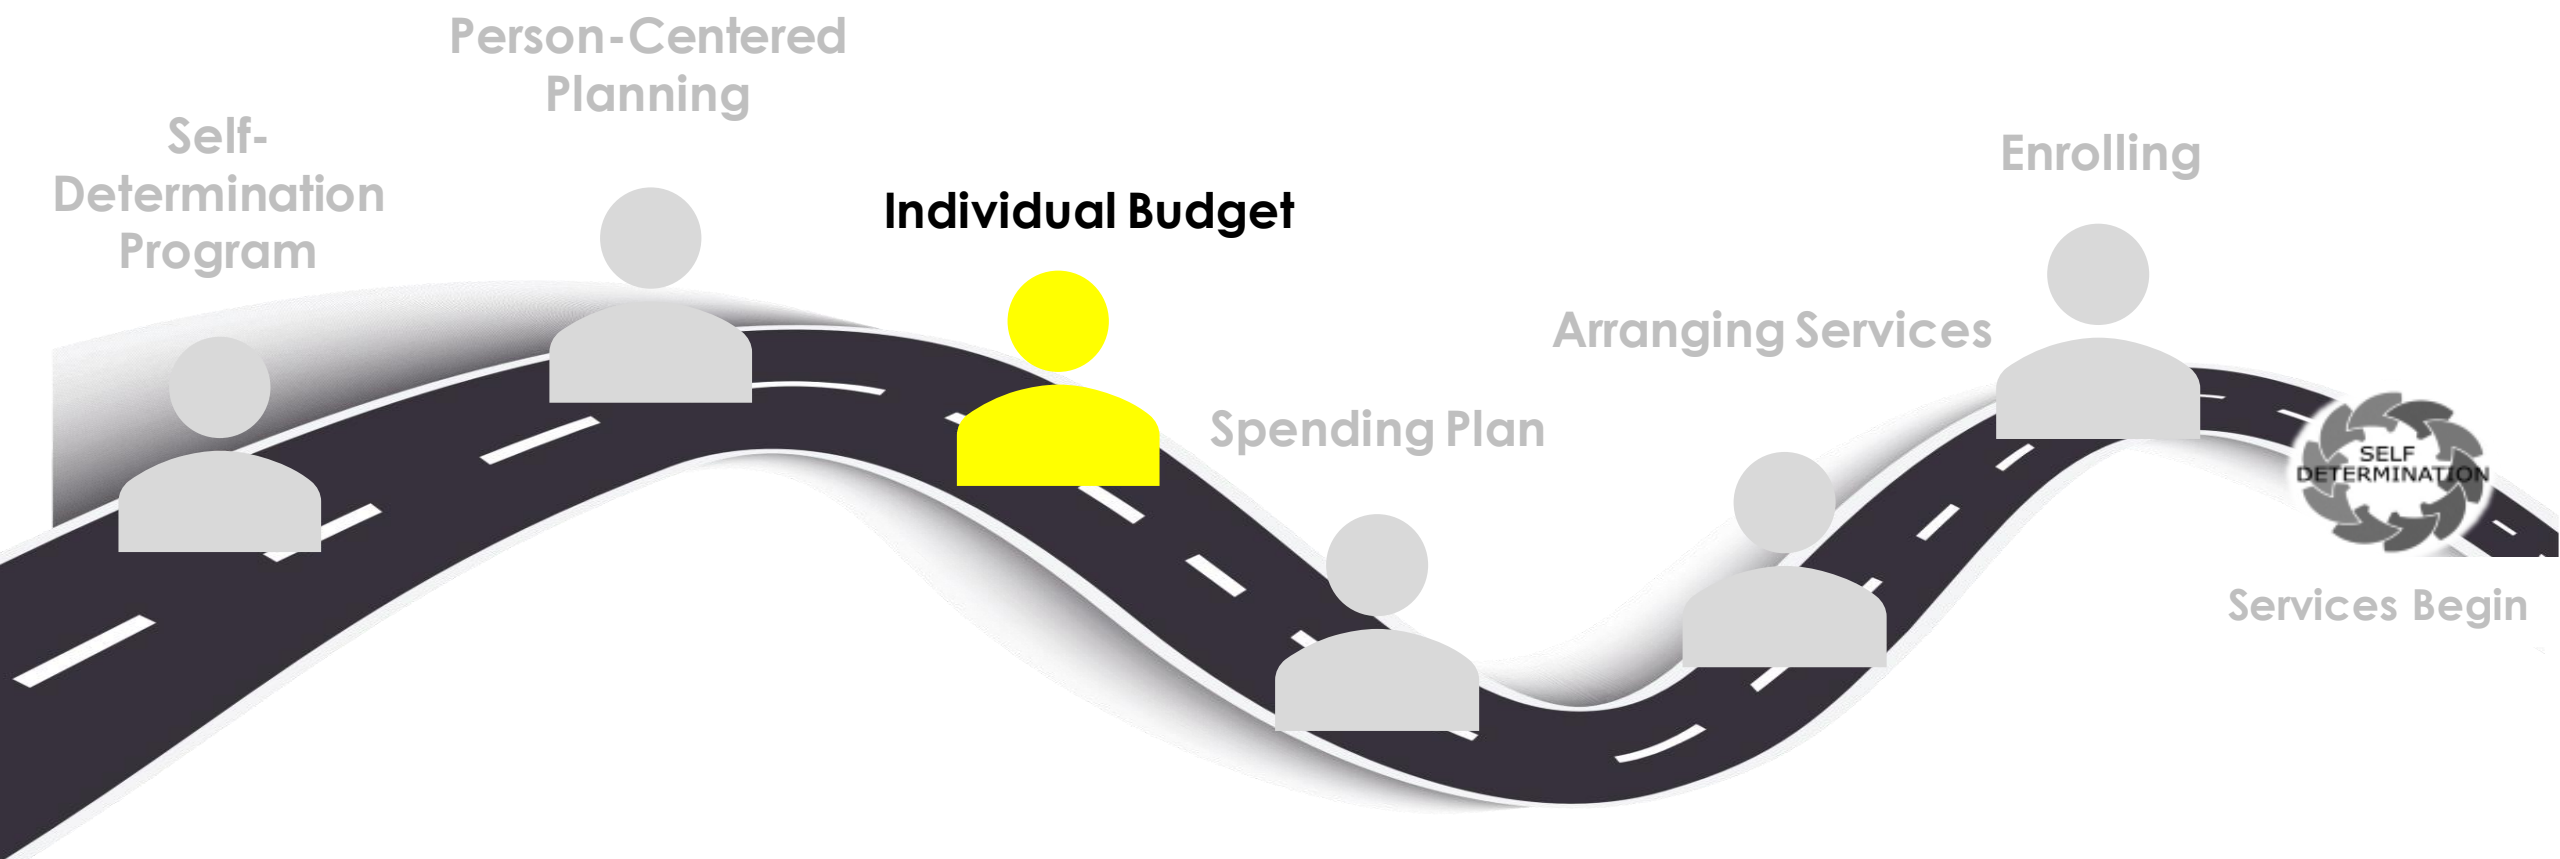 Person-Centered
Planning
Self-
Determination
Program
Individual Budget
Spending Plan
Arranging Services
Enrolling
SELF
DETERMINATION
Services Begin